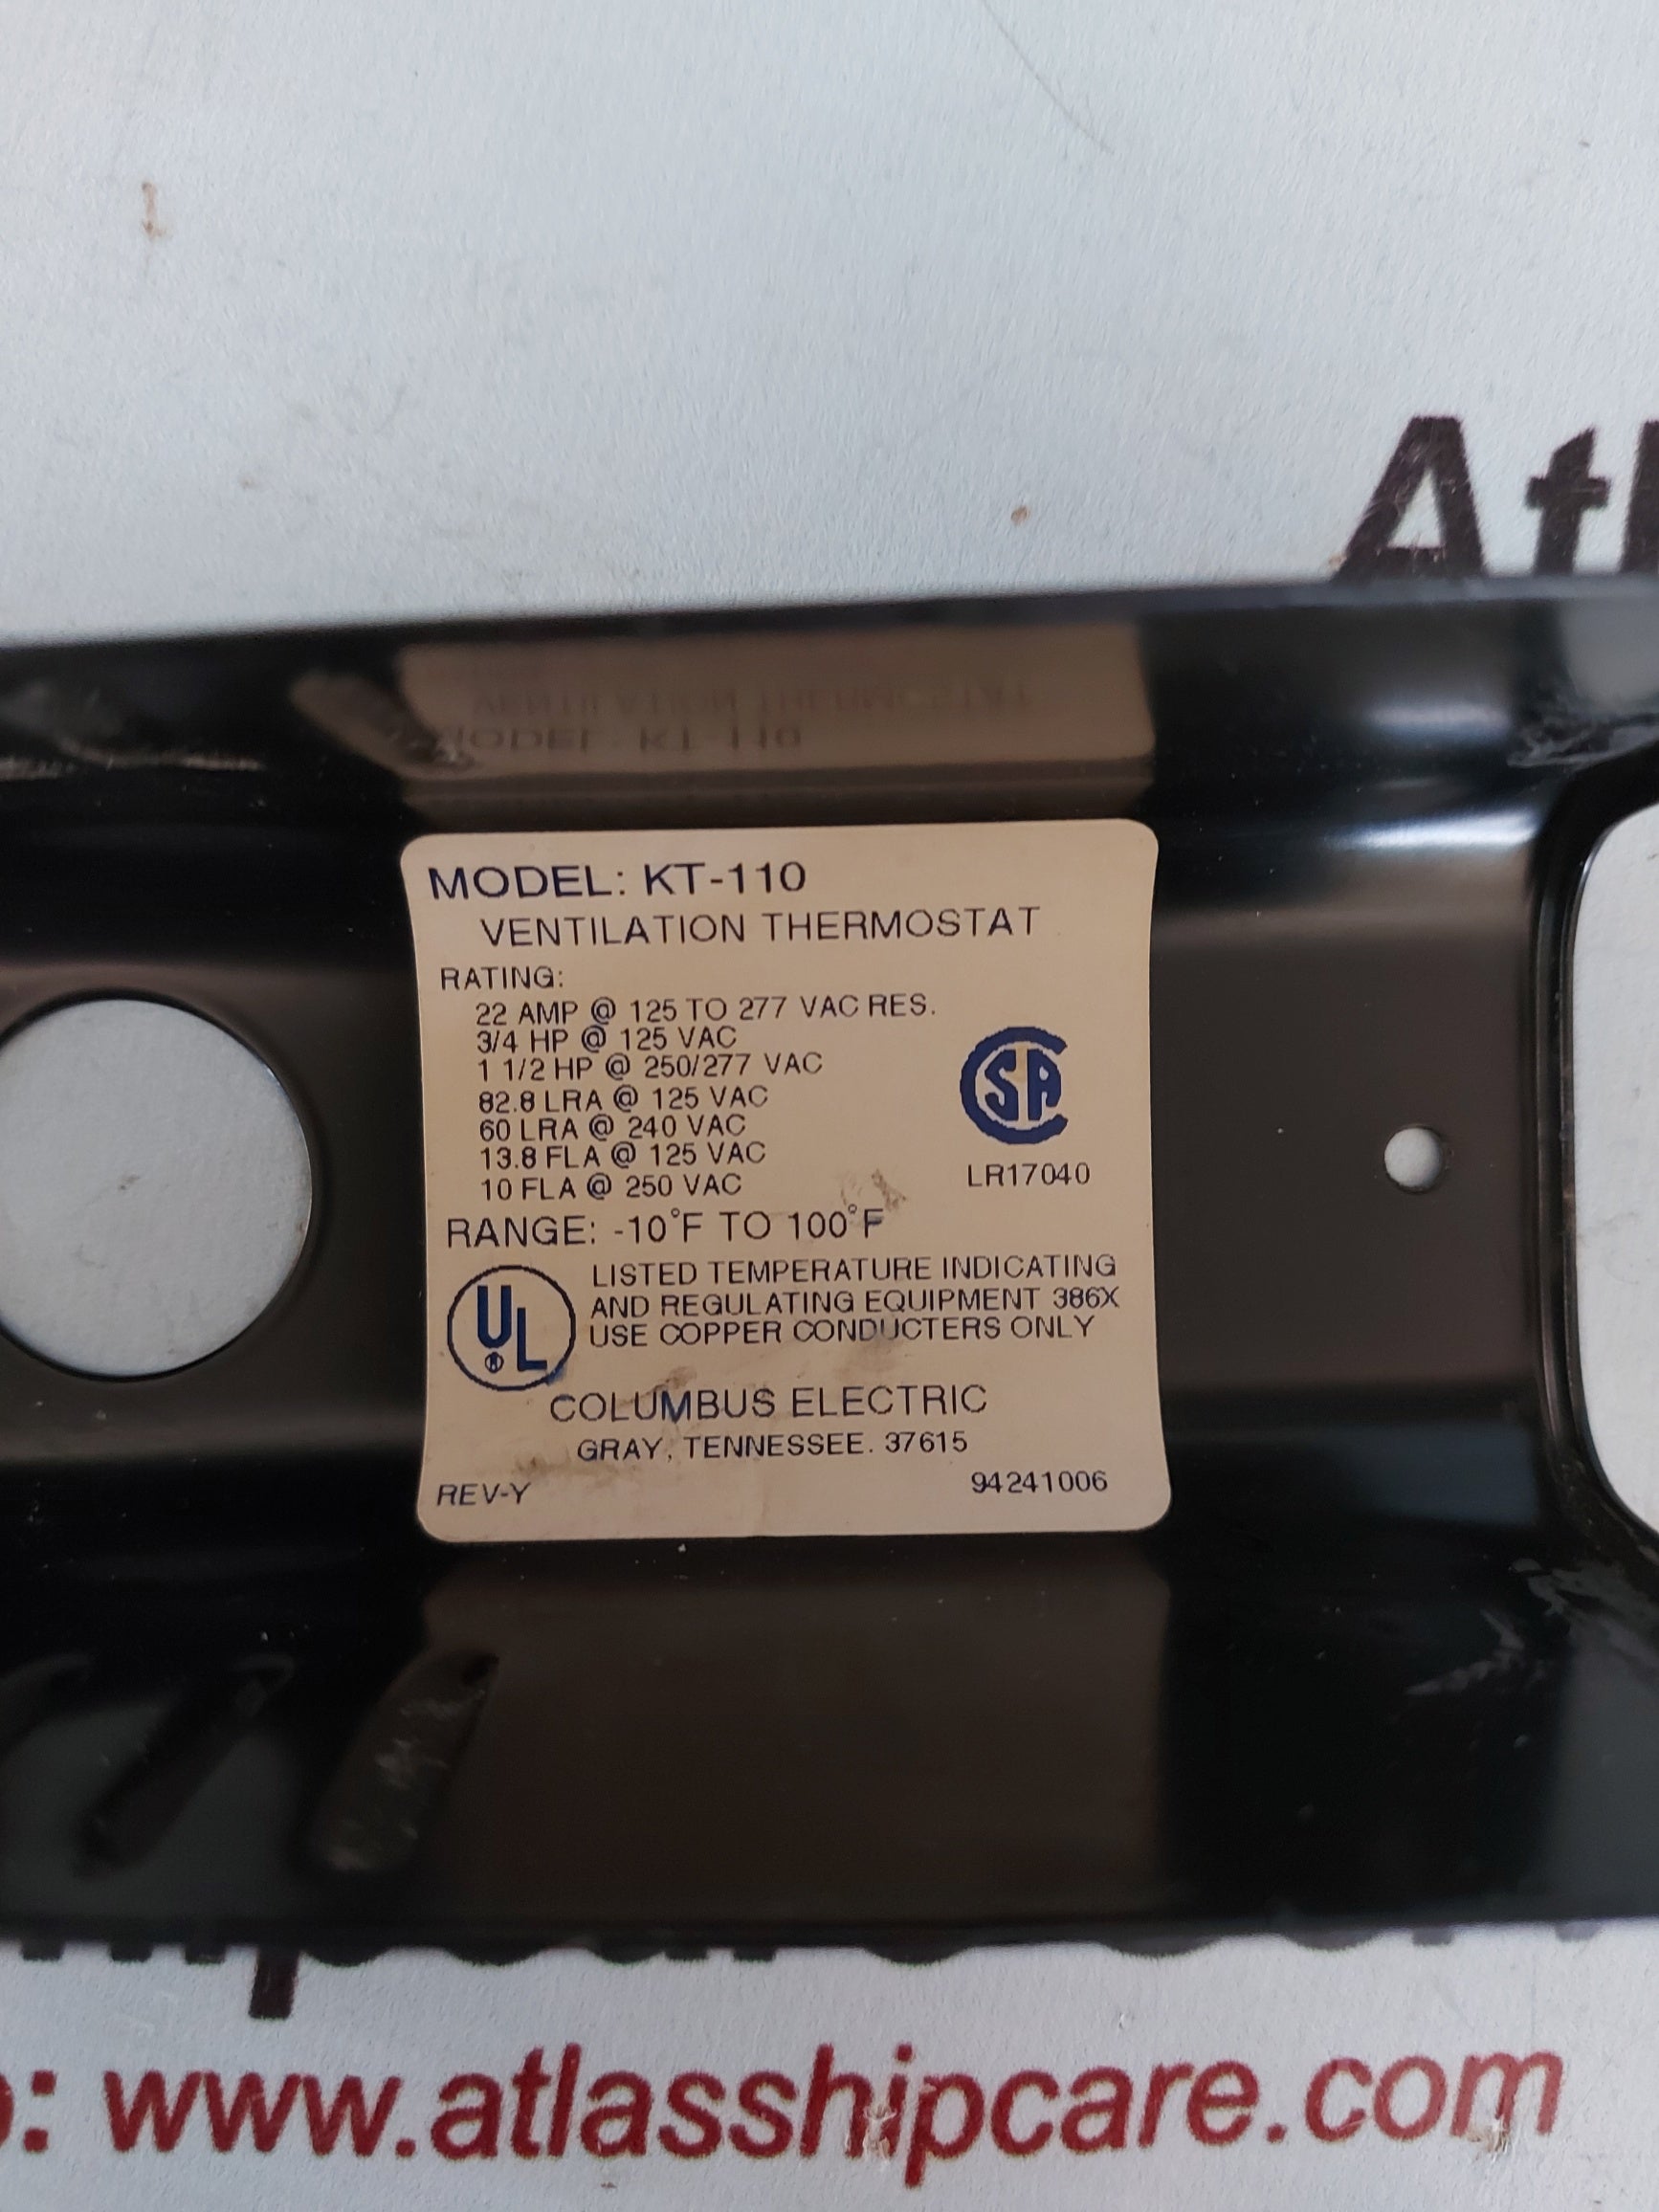 Atl
MODEL: KT-110
VENTILATION THERMOSTAT
RATING:
22 AMP @ 125 TO 277 VAC RES.
3/4 HP @ 125 VAC
1 1/2 HP @ 250/277 VAC
82.8 LRA @ 125 VAC
60 LRA @ 240 VAC
13.8 FLA @ 125 VAC
10 FLA @ 250 VAC
SA
LR17040
RANGE: -10°F TO 100°F
UL®
LISTED TEMPERATURE INDICATING
AND REGULATING EQUIPMENT 386X
USE COPPER CONDUCTERS ONLY
COLUMBUS ELECTRIC
GRAY, TENNESSEE. 37615
REV-Y 94241006
: www.atlasshipcare.com